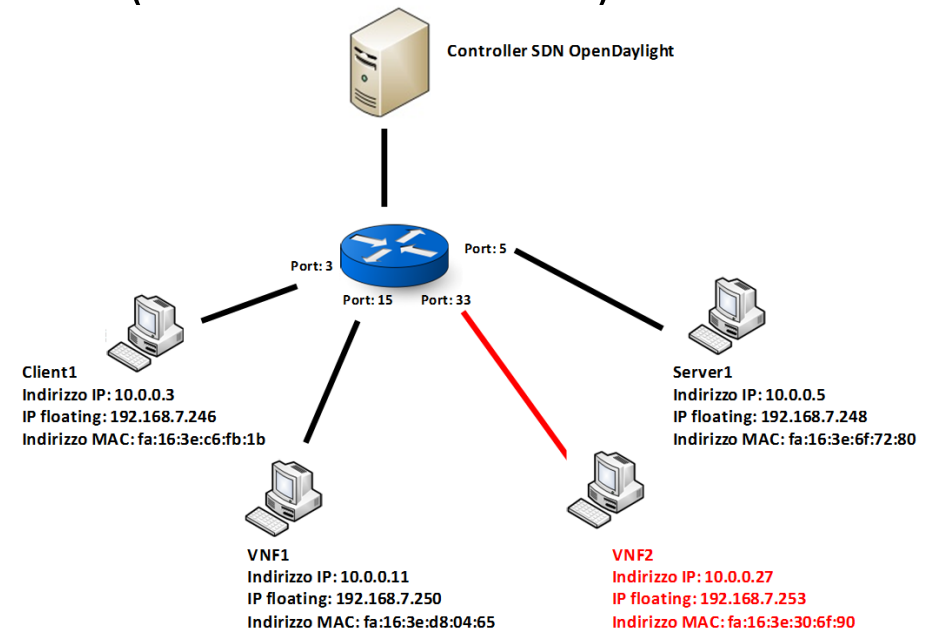 Controller SDN OpenDaylight
Port: 5
Port: 3
Port: 15
Port: 33
Client1
Indirizzo IP: 10.0.0.3
IP floating: 192.168.7.246
Indirizzo MAC: fa:16:3e:c6:fb:1b
Server1
Indirizzo IP: 10.0.0.5
IP floating: 192.168.7.248
Indirizzo MAC: fa:16:3e:6f:72:80
VNF1
Indirizzo IP: 10.0.0.11
IP floating: 192.168.7.250
Indirizzo MAC: fa:16:3e:d8:04:65
VNF2
Indirizzo IP: 10.0.0.27
IP floating: 192.168.7.253
Indirizzo MAC: fa:16:3e:30:6f:90